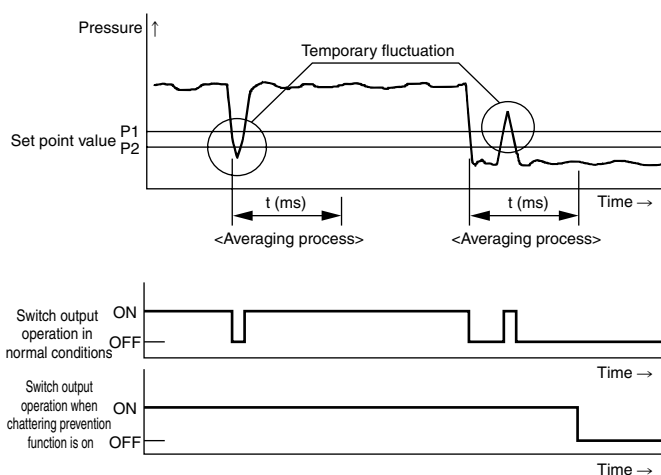 Pressure ↑
Temporary fluctuation
Set point value
P1
P2
t (ms)
t (ms)
Time →
<Averaging process>
<Averaging process>
Switch output
operation in
normal conditions
ON
OFF
Time →
Switch output
operation when
chattering prevention
function is on
ON
OFF
Time →